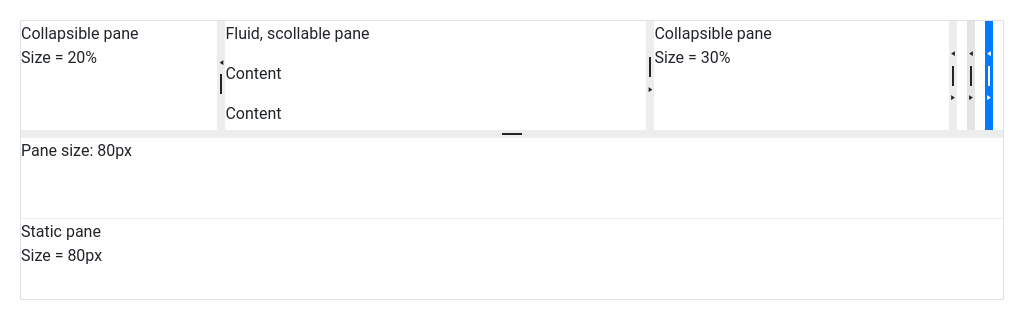 Collapsible pane
Size = 20%
Fluid, scollable pane
Content
Content
Collapsible pane
Size = 30%
Pane size: 80px
Static pane
Size = 80px